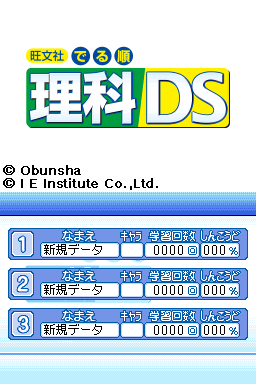 旺文社 でる順
理科DS
© Obunsha
© I E Institute Co.,Ltd.
1 なまえ キャラ 学習回数 しんこうど
新規データ 0000回 000%
2 なまえ キャラ 学習回数 しんこうど
新規データ 0000回 000%
3 なまえ キャラ 学習回数 しんこうど
新規データ 0000回 000%